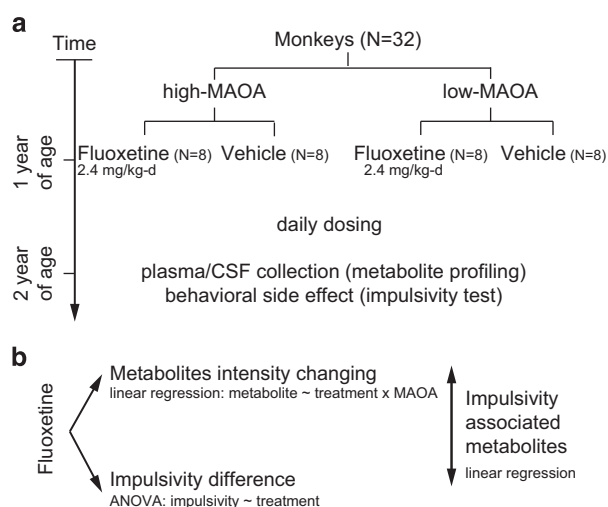 a
Time
Monkeys (N=32)
high-MAOA
low-MAOA
Fluoxetine (N=8) Vehicle (N=8)
2.4 mg/kg-d
Fluoxetine (N=8) Vehicle (N=8)
2.4 mg/kg-d
1 year
of age
daily dosing
2 year
of age
plasma/CSF collection (metabolite profiling)
behavioral side effect (impulsivity test)
b
Fluoxetine
Metabolites intensity changing
linear regression: metabolite ~ treatment x MAOA
Impulsivity difference
ANOVA: impulsivity ~ treatment
Impulsivity
associated
metabolites
linear regression